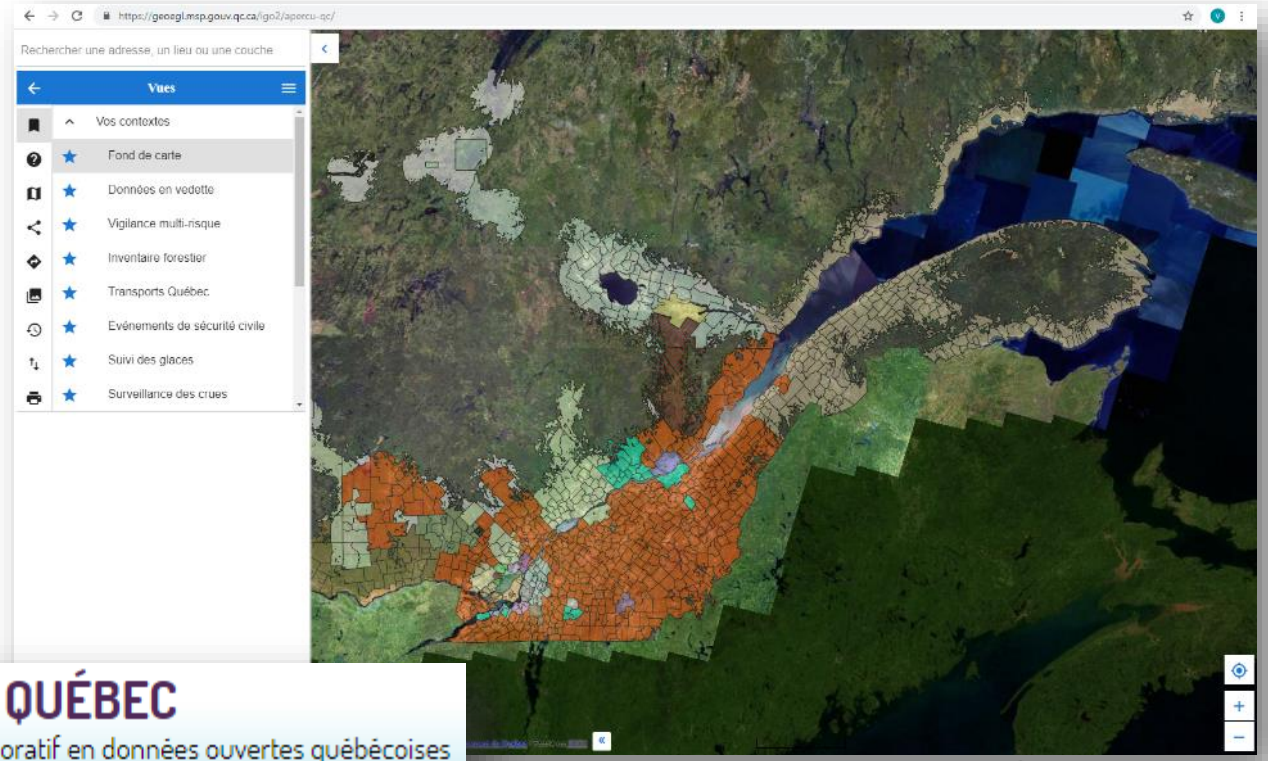 https://geoegl.msp.gouv.qc.ca/igo2/apercu-qc/
V
Rechercher une adresse, un lieu ou une couche
Vues
Vos contextes
Fond de carte
Données en vedette
Vigilance multi-risque
Inventaire forestier
Transports Québec
Evénements de sécurité civile
Suivi des glaces
Surveillance des crues
QUÉBEC
oratif en données ouvertes québécoises